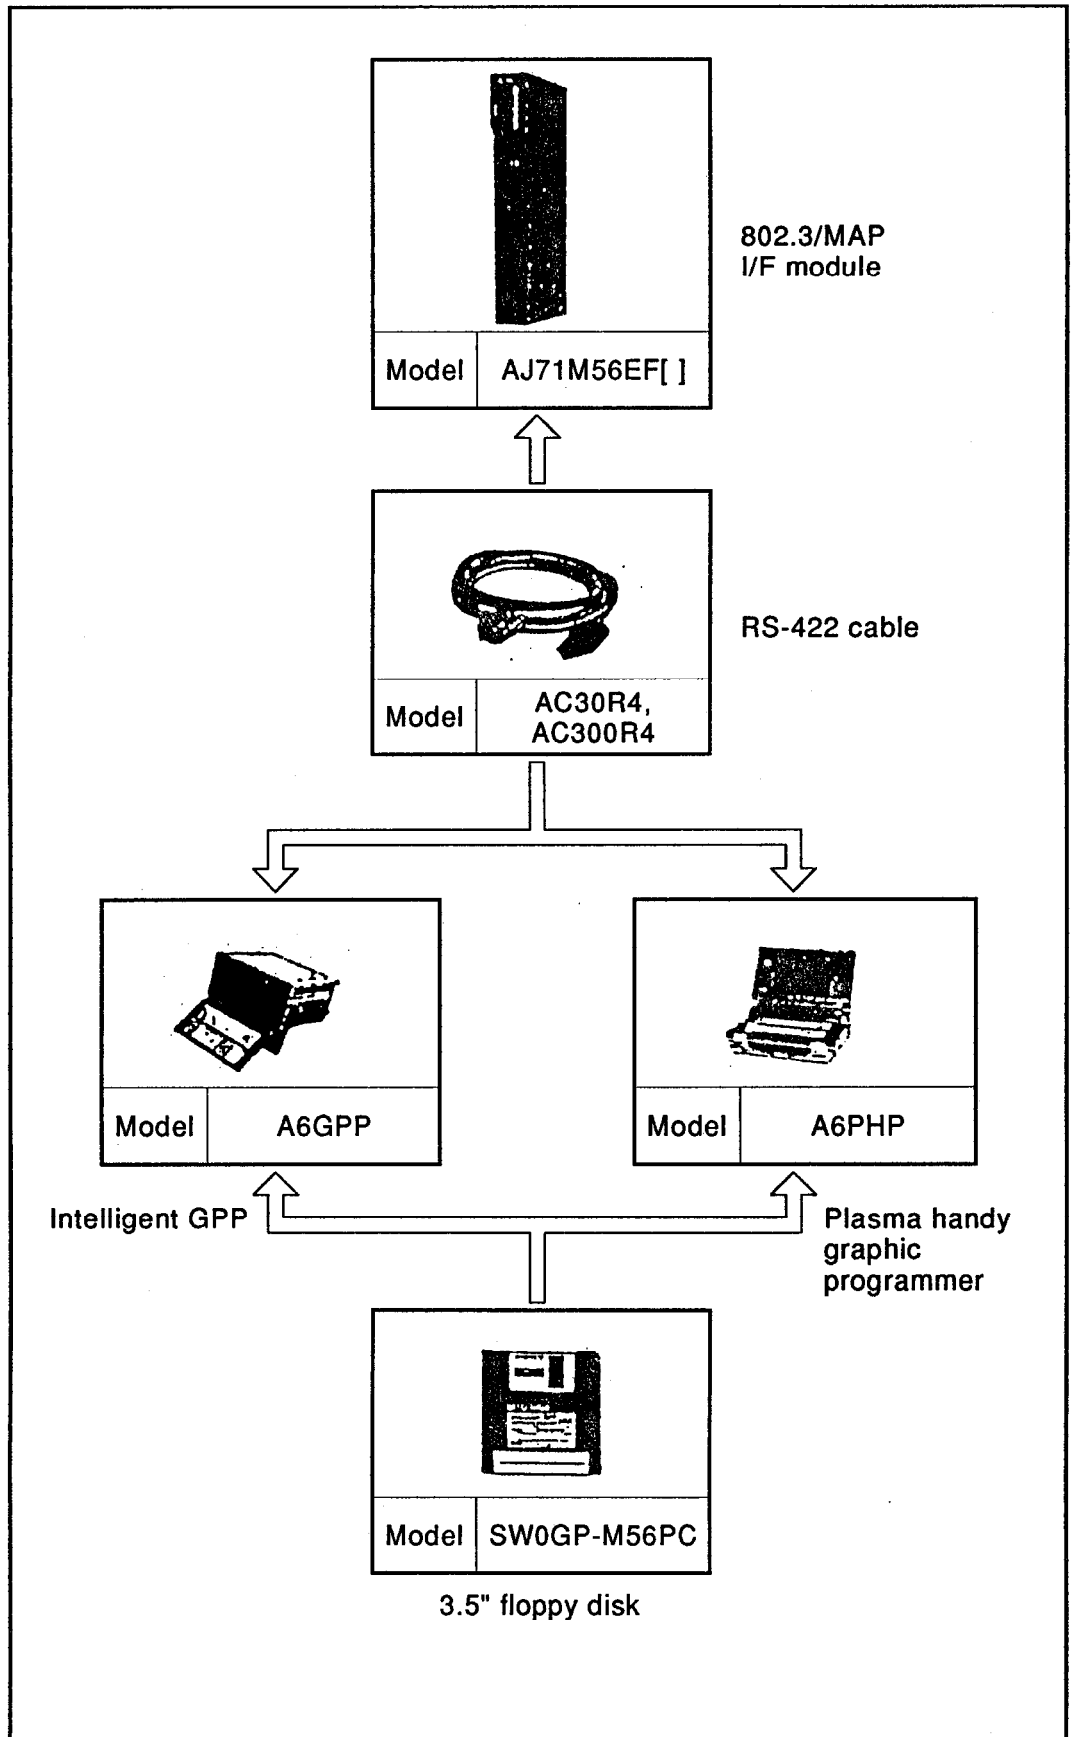 802.3/MAP
I/F module
Model AJ71M56EF[ ]
RS-422 cable
Model AC30R4,
AC300R4
Model A6GPP
Model A6PHP
Intelligent GPP
Plasma handy
graphic
programmer
Model SW0GP-M56PC
3.5" floppy disk